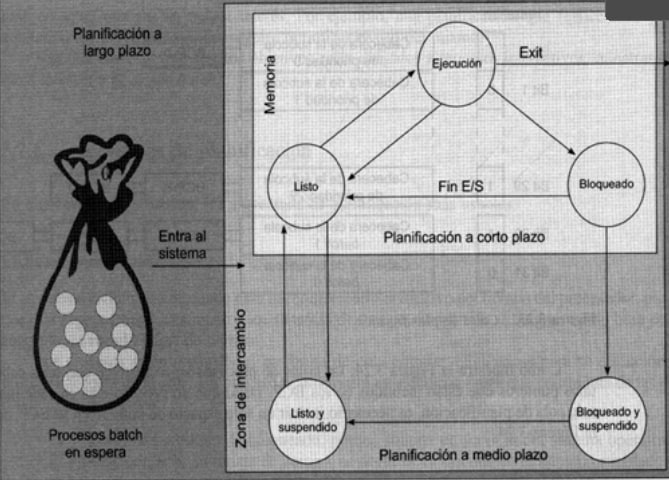 Planificación a
largo plazo
Memoria
Ejecución
Exit
Listo
Fin E/S
Bloqueado
Planificación a corto plazo
Entra al
sistema
Zona de intercambio
Listo y
suspendido
Bloqueado y
suspendido
Planificación a medio plazo
Procesos batch
en espera